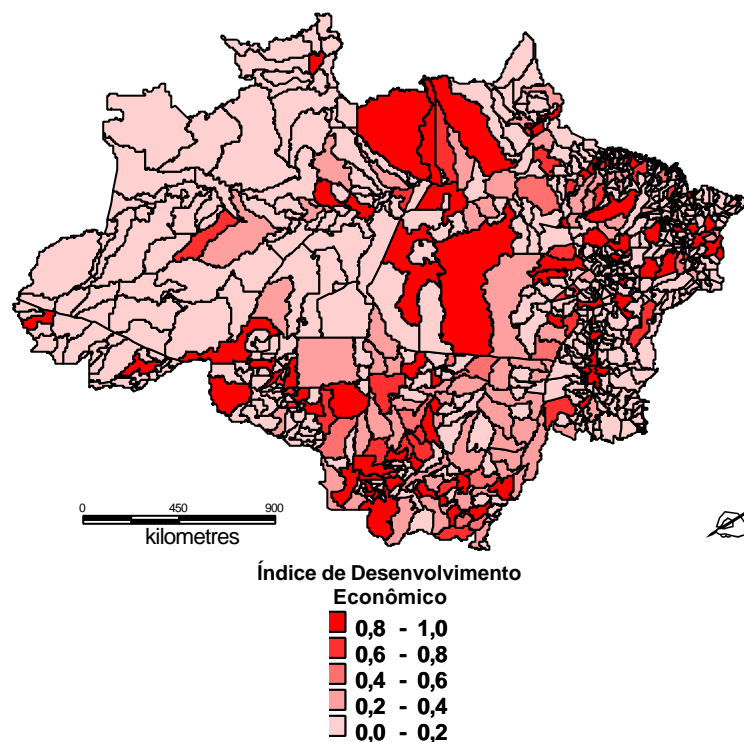 0 450 900
kilometres
Índice de Desenvolvimento
Econômico
0,8 - 1,0
0,6 - 0,8
0,4 - 0,6
0,2 - 0,4
0,0 - 0,2